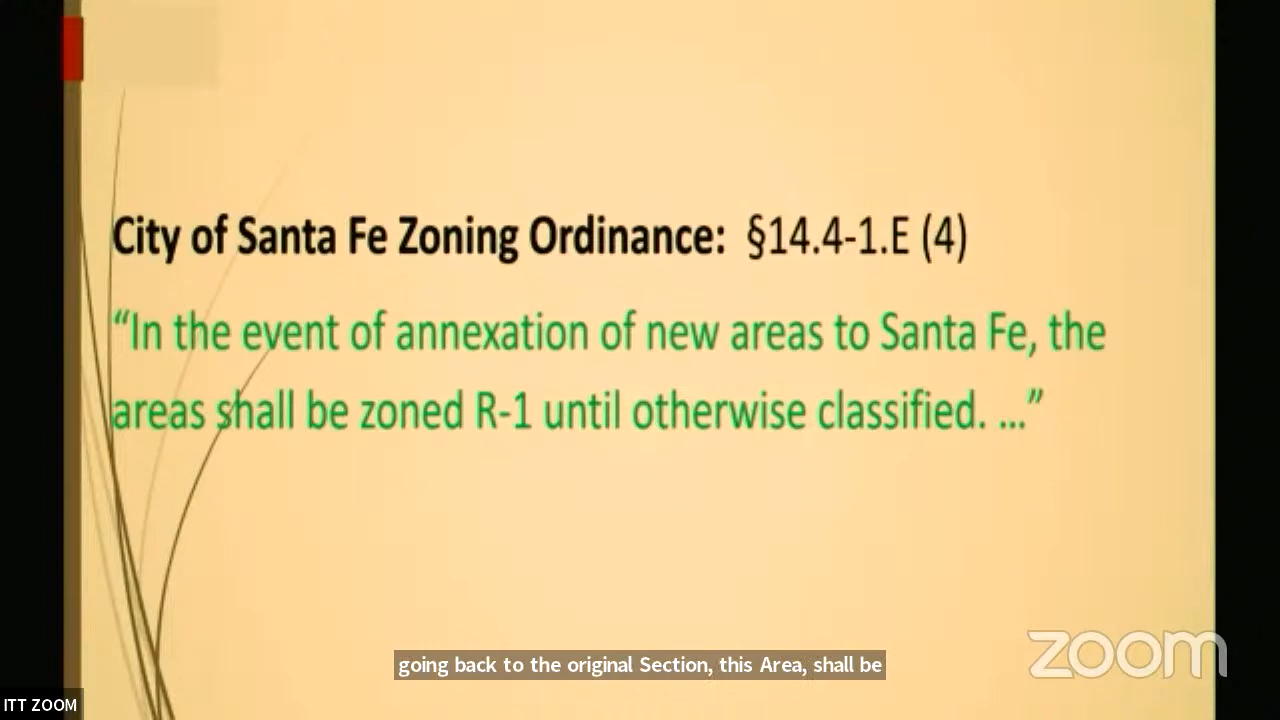 City of Santa Fe Zoning Ordinance: §14.4-1.E (4)
“In the event of annexation of new areas to Santa Fe, the
areas shall be zoned R-1 until otherwise classified. ...”
going back to the original Section, this Area, shall be
zoom
ITT ZOOM